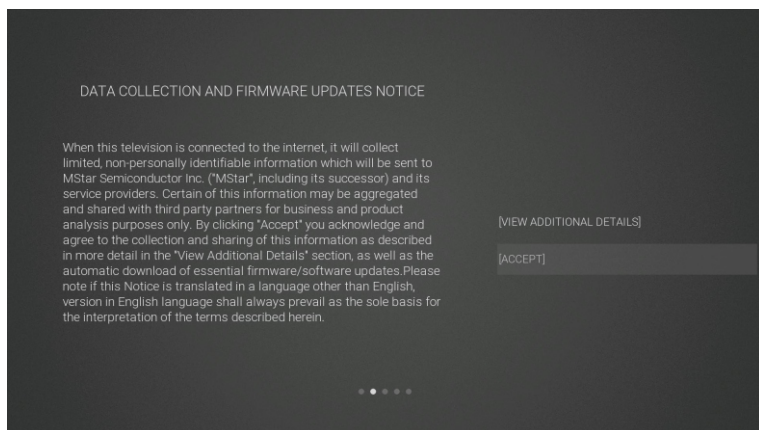 DATA COLLECTION AND FIRMWARE UPDATES NOTICE
When this television is connected to the internet, it will collect
limited, non-personally identifiable information which will be sent to
MStar Semiconductor Inc. ("MStar", including its successor) and its
service providers. Certain of this information may be aggregated
and shared with third party partners for business and product
analysis purposes only. By clicking "Accept" you acknowledge and
agree to the collection and sharing of this information as described
in more detail in the "View Additional Details" section, as well as the
automatic download of essential firmware/software updates.Please
note if this Notice is translated in a language other than English,
version in English language shall always prevail as the sole basis for
the interpretation of the terms described herein.
[VIEW ADDITIONAL DETAILS]
[ACCEPT]